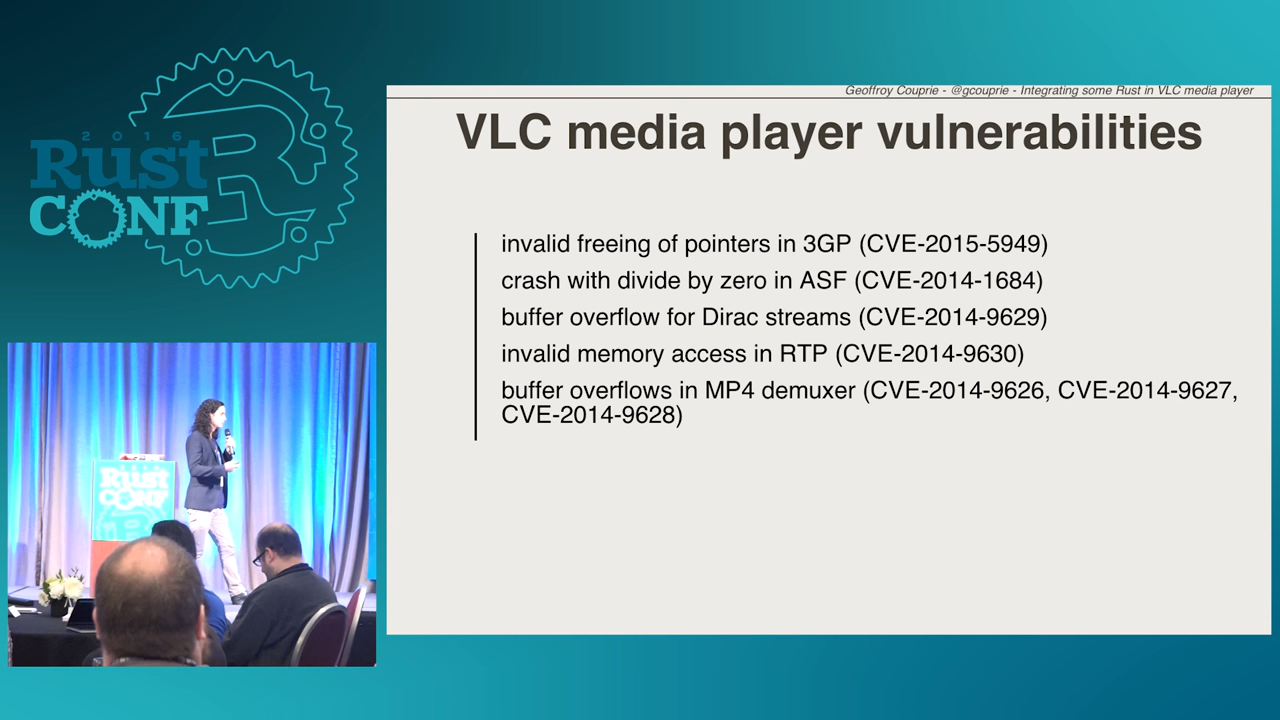 2016
Rust
CONF
Geoffroy Couprie - @gcouprie - Integrating some Rust in VLC media player
VLC media player vulnerabilities
invalid freeing of pointers in 3GP (CVE-2015-5949)
crash with divide by zero in ASF (CVE-2014-1684)
buffer overflow for Dirac streams (CVE-2014-9629)
invalid memory access in RTP (CVE-2014-9630)
buffer overflows in MP4 demuxer (CVE-2014-9626, CVE-2014-9627,
CVE-2014-9628)
Rust
CONF